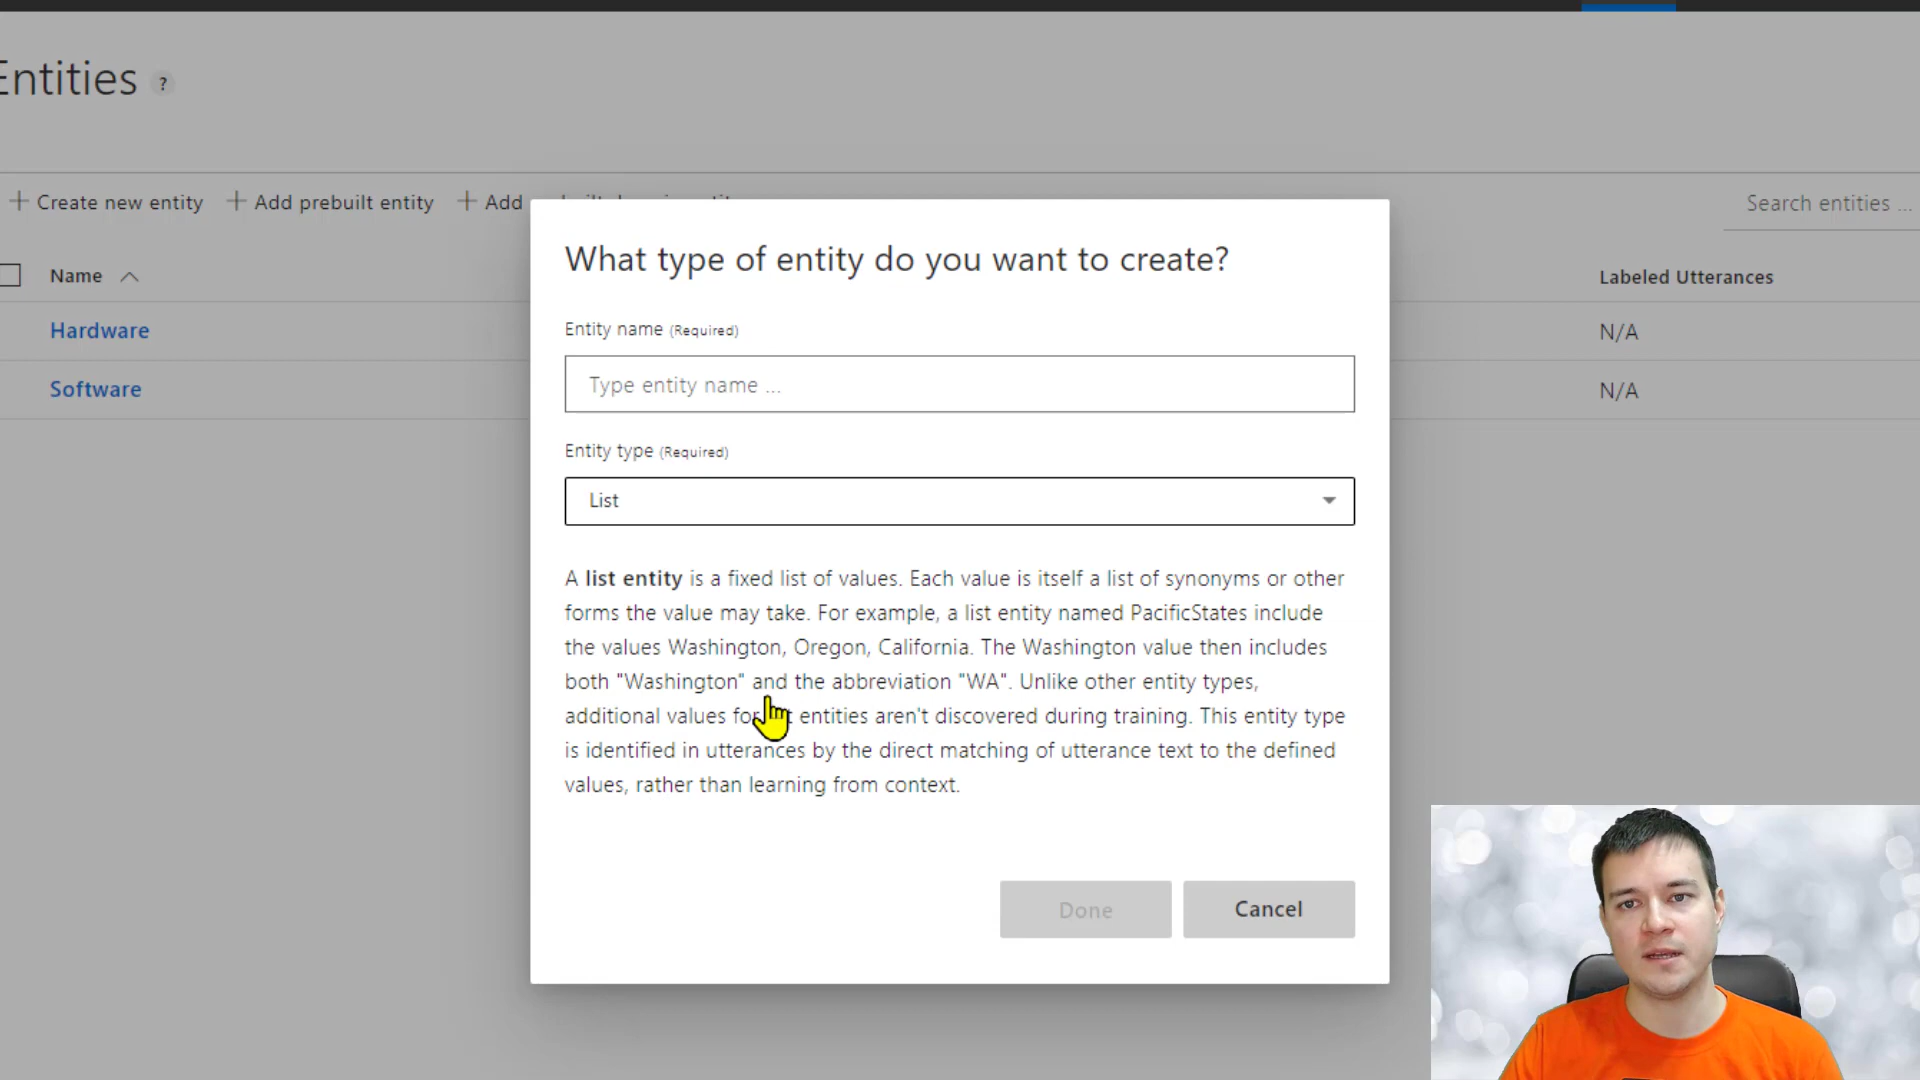 Entities ?
Create new entity
Add prebuilt entity
Add
Search entities ...
What type of entity do you want to create?
Name
Labeled Utterances
Entity name (Required)
Hardware
N/A
Type entity name ...
Software
N/A
Entity type (Required)
List
A list entity is a fixed list of values. Each value is itself a list of synonyms or other
forms the value may take. For example, a list entity named PacificStates include
the values Washington, Oregon, California. The Washington value then includes
both "Washington" and the abbreviation "WA". Unlike other entity types,
additional values for entities aren't discovered during training. This entity type
is identified in utterances by the direct matching of utterance text to the defined
values, rather than learning from context.
Done
Cancel